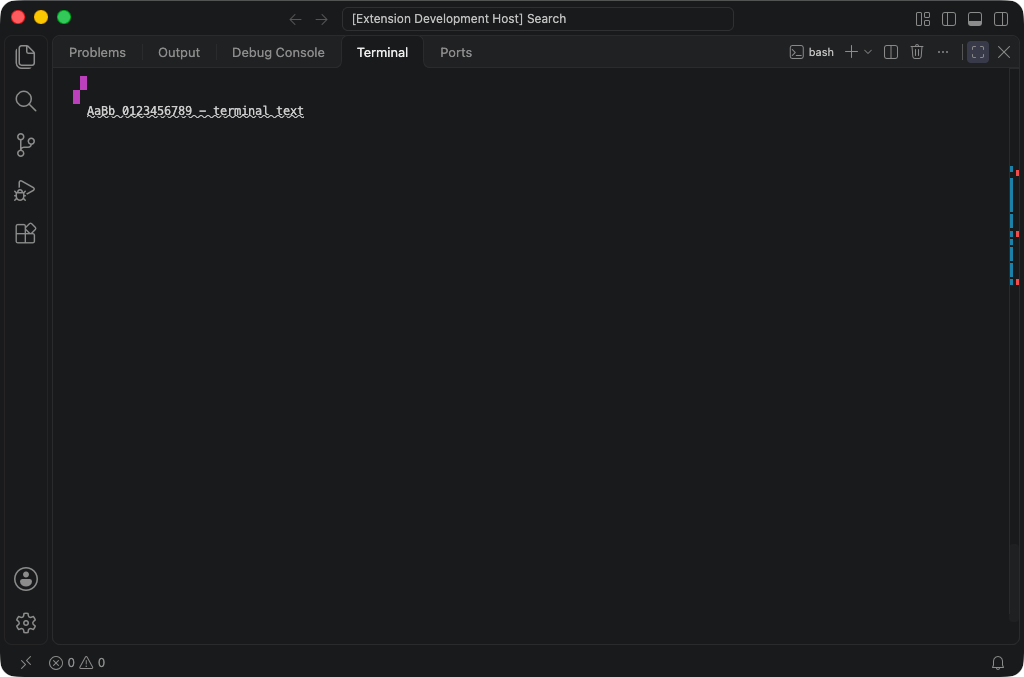 [Extension Development Host] Search
Problems Output Debug Console Terminal Ports bash
AaBb 0123456789 – terminal text
0 0